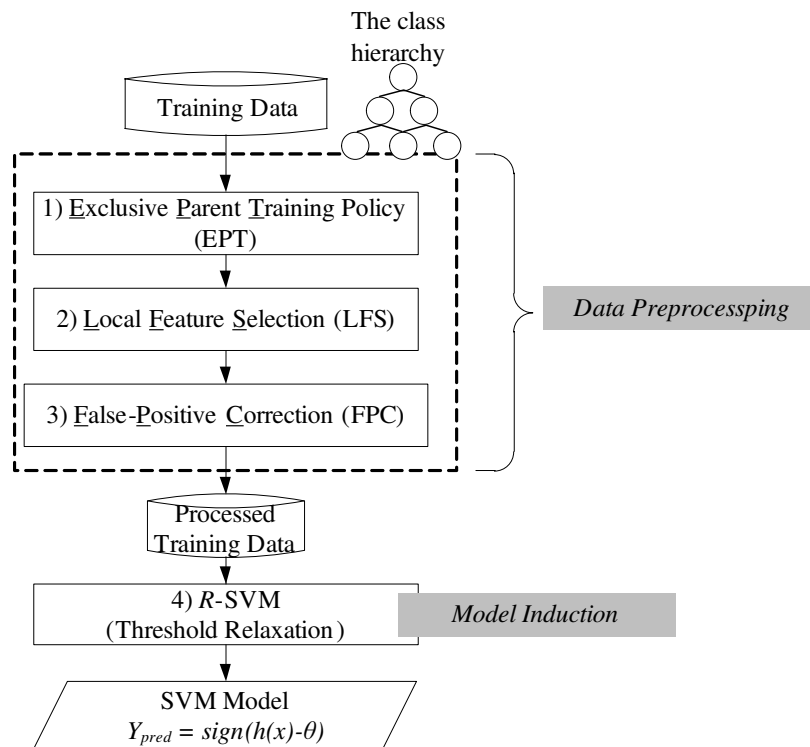 The class
hierarchy
Training Data
1) Exclusive Parent Training Policy
(EPT)
2) Local Feature Selection (LFS)
Data Preprocessping
3) False-Positive Correction (FPC)
Processed
Training Data
4) R-SVM
(Threshold Relaxation)
Model Induction
SVM Model
Y_pred = sign(h(x)-θ)